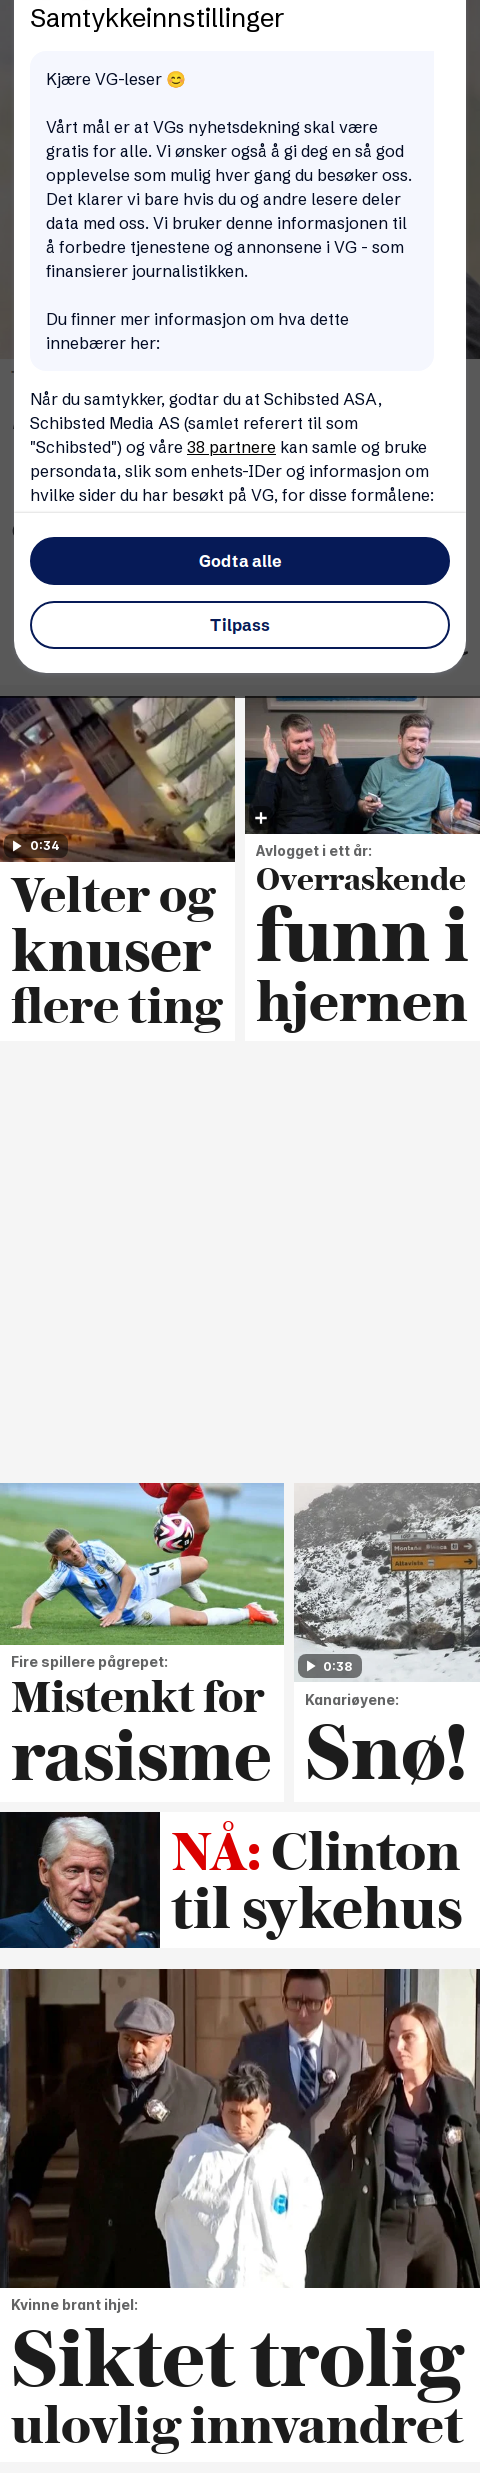 Samtykkeinnstillinger
Kjære VG-leser 😊
Vårt mål er at VGs nyhetsdekning skal være
gratis for alle. Vi ønsker også å gi deg en så god
opplevelse som mulig hver gang du besøker oss.
Det klarer vi bare hvis du og andre lesere deler
data med oss. Vi bruker denne informasjonen til
å forbedre tjenestene og annonsene i VG - som
finansierer journalistikken.
Du finner mer informasjon om hva dette
innebærer her:
Når du samtykker, godtar du at Schibsted ASA,
Schibsted Media AS (samlet referert til som
"Schibsted") og våre 38 partnere kan samle og bruke
persondata, slik som enhets-IDer og informasjon om
hvilke sider du har besøkt på VG, for disse formålene:
Godta alle
Tilpass
0:34
Velter og
knuser
flere ting
Avlogget i ett år:
Overraskende
funn i
hjernen
Fire spillere pågrepet:
Mistenkt for
rasisme
Montaña Blanca
Altavista
0:38
Kanariøyene:
Snø!
NÅ: Clinton
til sykehus
Kvinne brant ihjel:
Siktet trolig
ulovlig innvandret